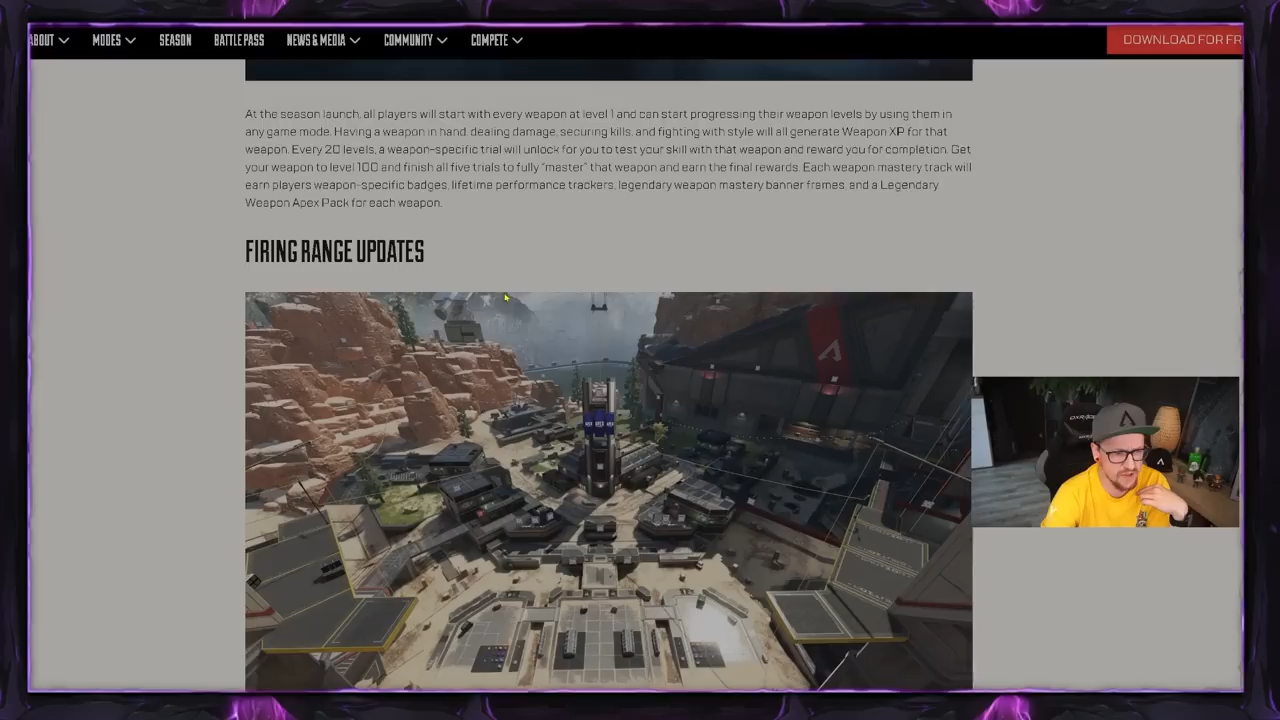 ABOUT MODES SEASON BATTLE PASS NEWS & MEDIA COMMUNITY COMPETE DOWNLOAD FOR FR
At the season launch, all players will start with every weapon at level 1 and can start progressing their weapon levels by using them in
any game mode. Having a weapon in hand, dealing damage, securing kills, and fighting with style will all generate Weapon XP for that
weapon. Every 20 levels, a weapon-specific trial will unlock for you to test your skill with that weapon and reward you for completion. Get
your weapon to level 100 and finish all five trials to fully “master” that weapon and earn the final rewards. Each weapon mastery track will
earn players weapon-specific badges, lifetime performance trackers, legendary weapon mastery banner frames, and a Legendary
Weapon Apex Pack for each weapon.
FIRING RANGE UPDATES